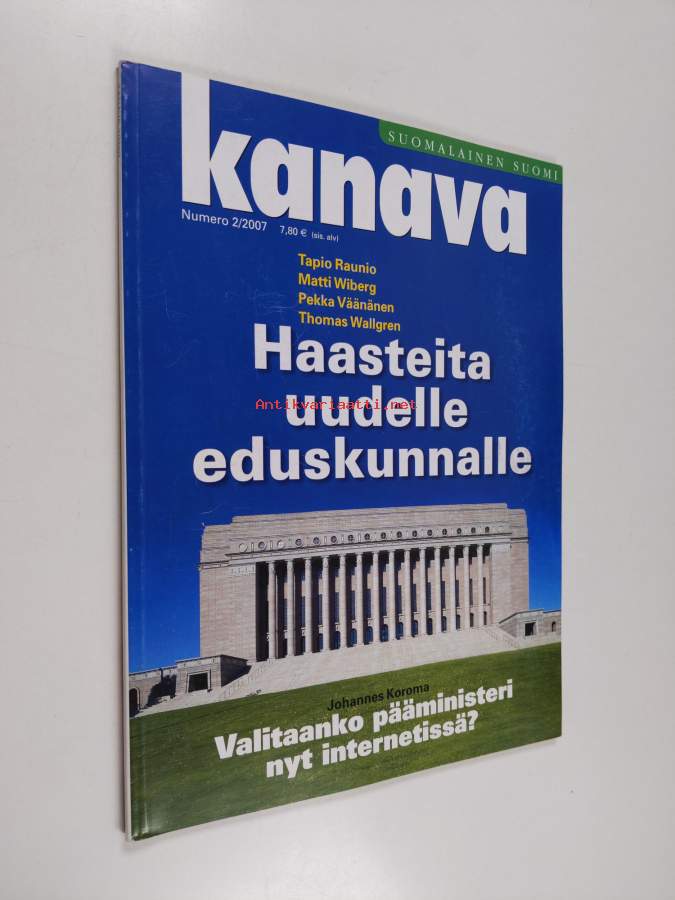 SUOMALAINEN SUOMI
kanava
Numero 2/2007 7,80 € (sis. alv)
Tapio Raunio
Matti Wiberg
Pekka Väänänen
Thomas Wallgren
Haasteita
Antikvariaatti.net
uudelle
eduskunnalle
Johannes Koroma
Valitaanko pääministeri
nyt internetissä?